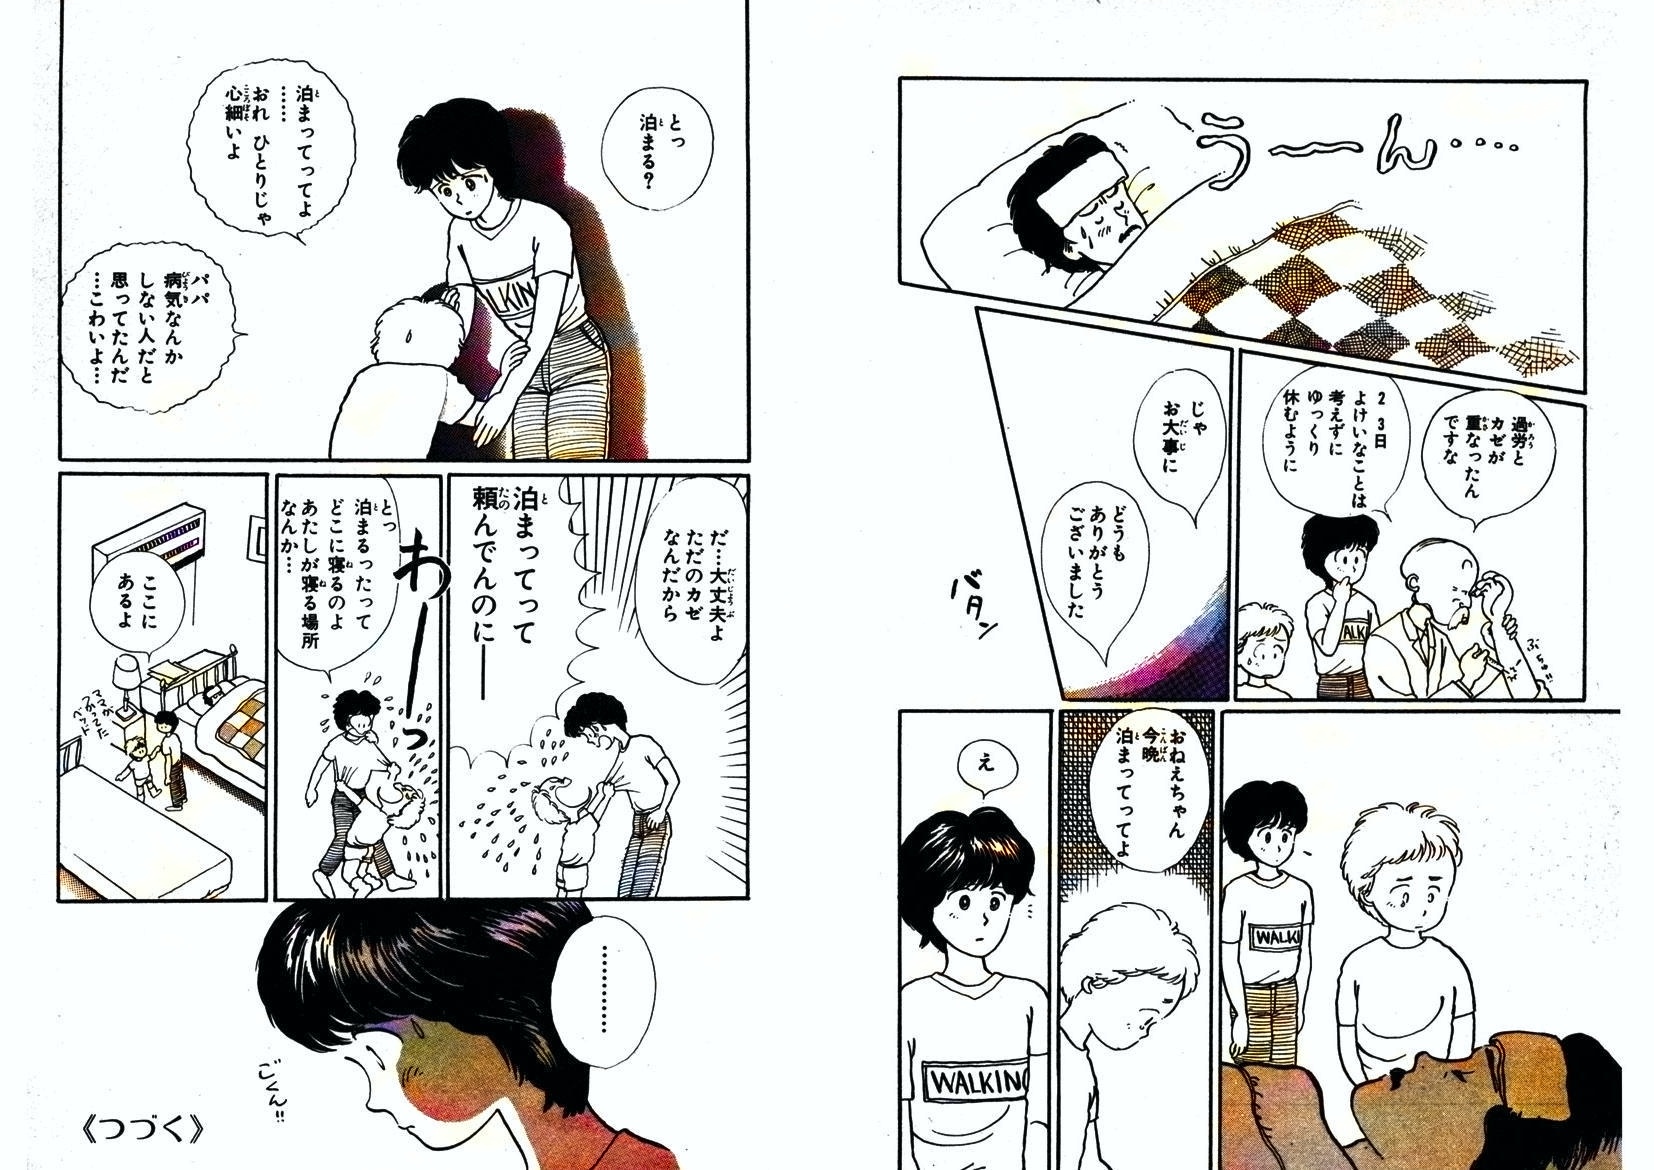 うーーん・・・・
過労と
カゼが
重なったん
ですな
2 3日
よけいなことは
考えずに
ゆっくり
休むように
ALK
じゃ
お大事に
どうも
ありがとう
ございました
バタン
WALKI
おねえちゃん
今晩
泊まってってよ
え
WALKING
とっ
泊まる?
泊まってってよ
……
おれ ひとりじゃ
心細いよ
ALKIN
パパ
病気なんか
しない人だと
思ってたんだ
…こわいよ…
だ…大丈夫よ
ただのカゼ
なんだから
泊まってって
頼んでんのに――
わーーっ
とっ
泊まるったって
どこに寝るのよ
あたしが寝る場所
なんか…
ここに
あるよ
ママが
つかってた
ベッドよ
…………
ごくん!!
《つづく》